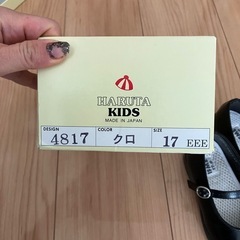 HARUTA
KIDS
MADE IN JAPAN
DESIGN 4817 COLOR クロ SIZE 17 EEE